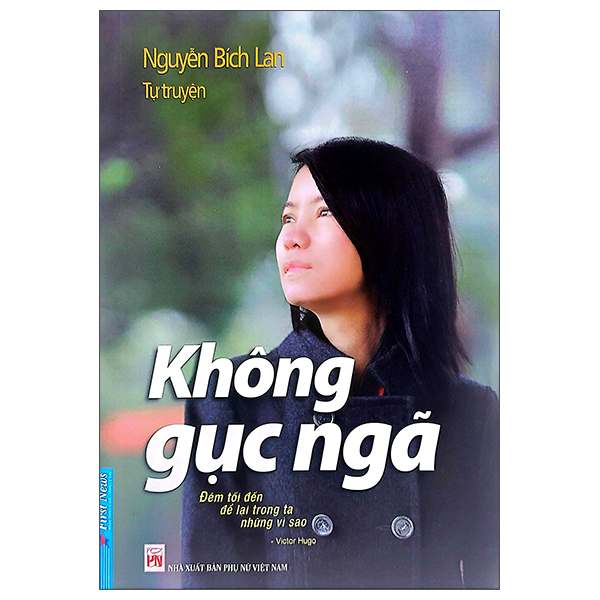 Nguyễn Bích Lan
Tự truyện
Không
gục ngã
Đêm tối đến
để lại trong ta
những vì sao
- Victor Hugo
First News
PN
NHÀ XUẤT BẢN PHỤ NỮ VIỆT NAM